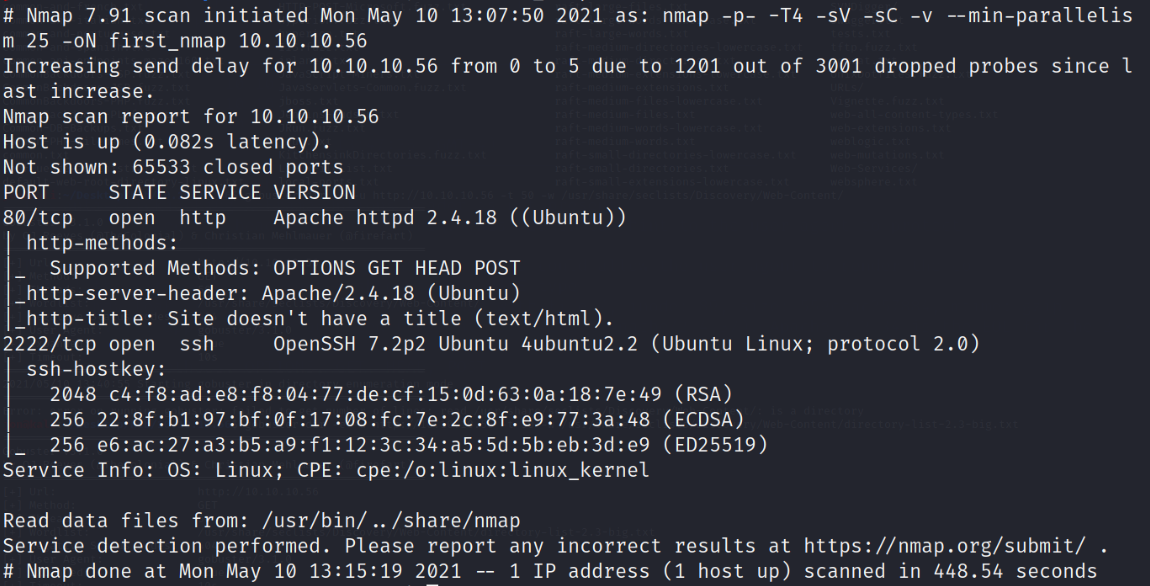 # Nmap 7.91 scan initiated Mon May 10 13:07:50 2021 as: nmap -p- -T4 -sV -sC -v --min-parallelis
m 25 -oN first_nmap 10.10.10.56
Increasing send delay for 10.10.10.56 from 0 to 5 due to 1201 out of 3001 dropped probes since l
ast increase.
Nmap scan report for 10.10.10.56
Host is up (0.082s latency).
Not shown: 65533 closed ports
PORT     STATE SERVICE VERSION
80/tcp   open  http    Apache httpd 2.4.18 ((Ubuntu))
| http-methods:
|_  Supported Methods: OPTIONS GET HEAD POST
|_http-server-header: Apache/2.4.18 (Ubuntu)
|_http-title: Site doesn't have a title (text/html).
2222/tcp open  ssh     OpenSSH 7.2p2 Ubuntu 4ubuntu2.2 (Ubuntu Linux; protocol 2.0)
| ssh-hostkey:
|   2048 c4:f8:ad:e8:f8:04:77:de:cf:15:0d:63:0a:18:7e:49 (RSA)
|   256 22:8f:b1:97:bf:0f:17:08:fc:7e:2c:8f:e9:77:3a:48 (ECDSA)
|_  256 e6:ac:27:a3:b5:a9:f1:12:3c:34:a5:5d:5b:eb:3d:e9 (ED25519)
Service Info: OS: Linux; CPE: cpe:/o:linux:linux_kernel

Read data files from: /usr/bin/../share/nmap
Service detection performed. Please report any incorrect results at https://nmap.org/submit/ .
# Nmap done at Mon May 10 13:15:19 2021 -- 1 IP address (1 host up) scanned in 448.54 seconds